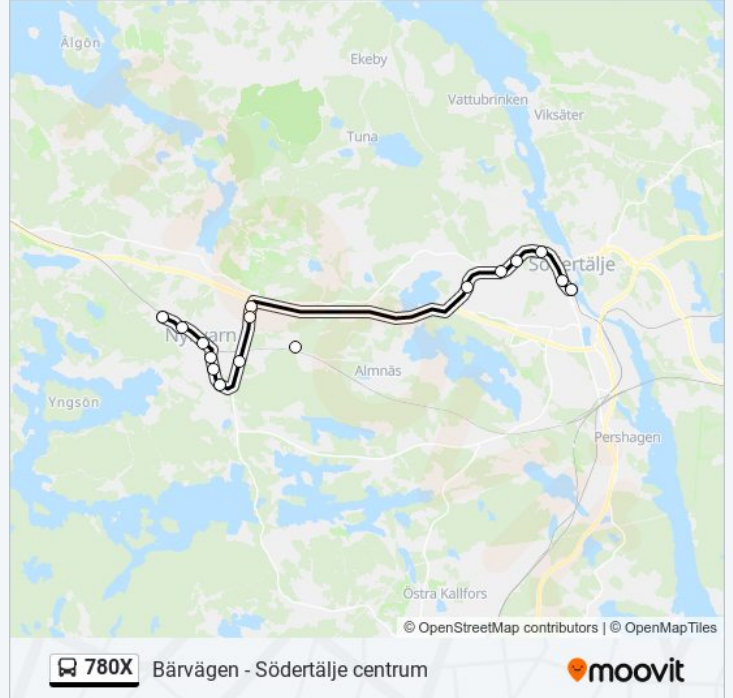 Älgön
Ekeby
Vattubrinken
Viksäter
Tuna
Södertälje
Nykvarn
Almnäs
Yngsön
Pershagen
Östra Kallfors
© OpenStreetMap contributors | © OpenMapTiles
780X Bärvägen - Södertälje centrum
moovit